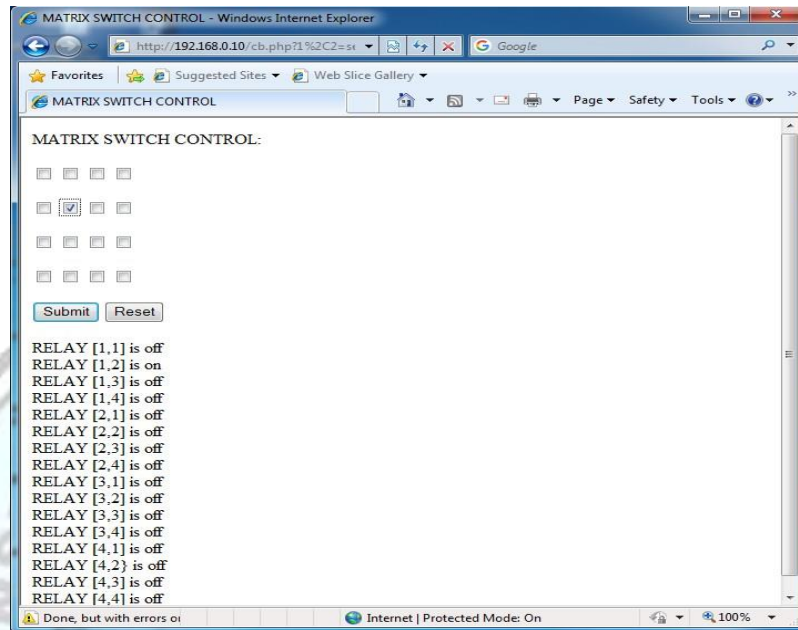 MATRIX SWITCH CONTROL - Windows Internet Explorer
http://192.168.0.10/cb.php?1%2C2=se
Google
Favorites Suggested Sites Web Slice Gallery
MATRIX SWITCH CONTROL Page Safety Tools
MATRIX SWITCH CONTROL:
Submit Reset
RELAY [1,1] is off
RELAY [1,2] is on
RELAY [1,3] is off
RELAY [1,4] is off
RELAY [2,1] is off
RELAY [2,2] is off
RELAY [2,3] is off
RELAY [2,4] is off
RELAY [3,1] is off
RELAY [3,2] is off
RELAY [3,3] is off
RELAY [3,4] is off
RELAY [4,1] is off
RELAY [4,2} is off
RELAY [4,3] is off
RELAY [4,4] is off
Done, but with errors o Internet | Protected Mode: On 100%